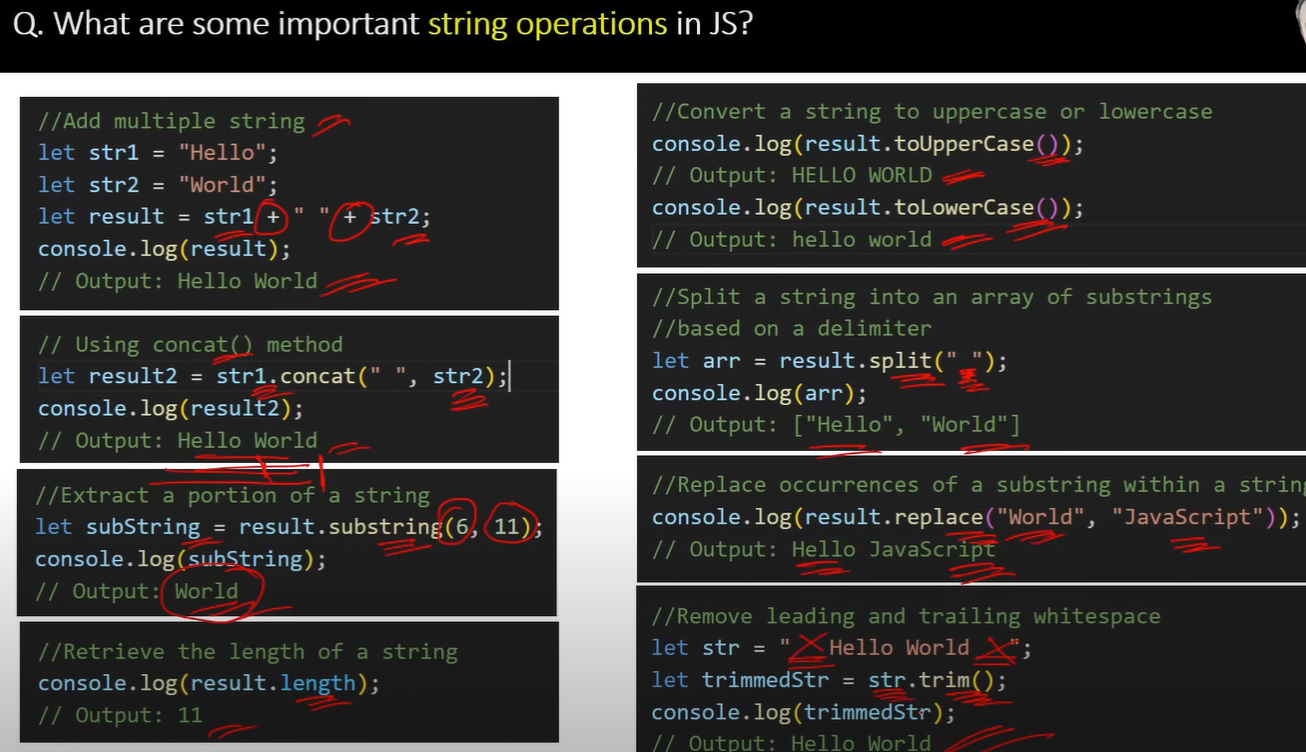 Q. What are some important string operations in JS?
//Add multiple string
let str1 = "Hello";
let str2 = "World";
let result = str1 + " " + str2;
console.log(result);
// Output: Hello World
// Using concat() method
let result2 = str1.concat(" ", str2);
console.log(result2);
// Output: Hello World
//Extract a portion of a string
let subString = result.substring(6, 11);
console.log(subString);
// Output: World
//Retrieve the length of a string
console.log(result.length);
// Output: 11
//Convert a string to uppercase or lowercase
console.log(result.toUpperCase());
// Output: HELLO WORLD
console.log(result.toLowerCase());
// Output: hello world
//Split a string into an array of substrings
//based on a delimiter
let arr = result.split(" ");
console.log(arr);
// Output: ["Hello", "World"]
//Replace occurrences of a substring within a strin
console.log(result.replace("World", "JavaScript"));
// Output: Hello JavaScript
//Remove leading and trailing whitespace
let str = "   Hello World   ";
let trimmedStr = str.trim();
console.log(trimmedStr);
// Output: Hello World